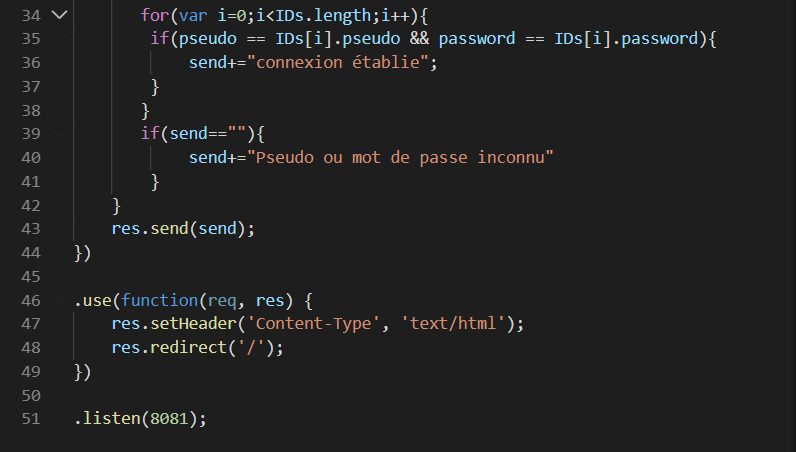 34 for(var i=0;i<IDs.length;i++){
35 if(pseudo == IDs[i].pseudo && password == IDs[i].password){
36 send+="connexion établie";
37 }
38 }
39 if(send==""){
40 send+="Pseudo ou mot de passe inconnu"
41 }
42 }
43 res.send(send);
44 })
45
46 .use(function(req, res) {
47 res.setHeader('Content-Type', 'text/html');
48 res.redirect('/');
49 })
50
51 .listen(8081);